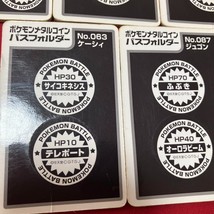 ポケモンメタルコイン
パスフォルダー
No.063
ケーシィ
POKEMON BATTLE
HP30
サイコキネシス
POKEMON BATTLE
HP10
テレポート
POKEMON BATTLE
ポケモンメタルコイン
パスフォルダー
No.087
ジュゴン
POKEMON BATTLE
HP70
ふぶき
POKEMON BATTLE
HP40
オーロラビーム
POKEMON BATTLE